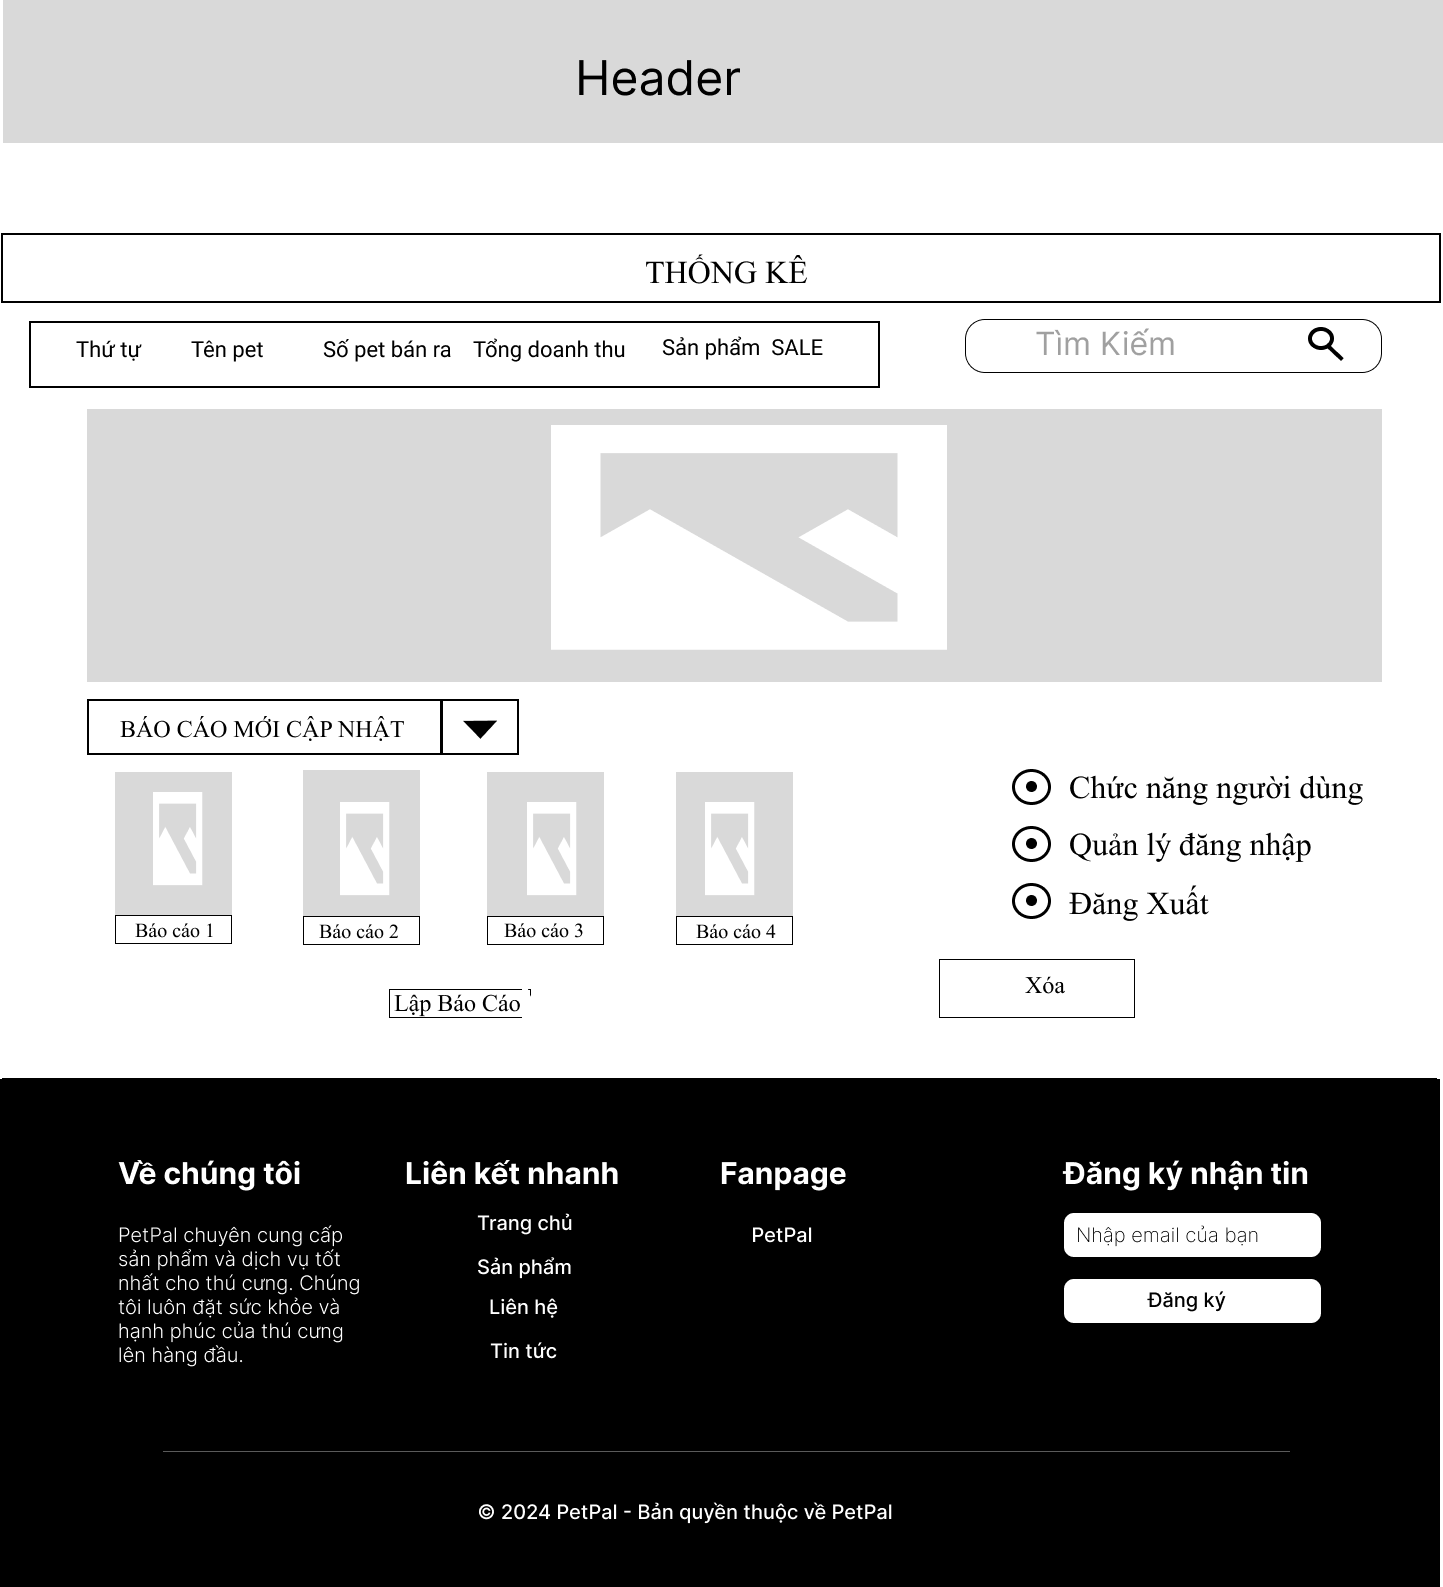 Header
THỐNG KÊ
Thứ tự Tên pet Số pet bán ra Tổng doanh thu Sản phẩm SALE
Tìm Kiếm
BÁO CÁO MỚI CẬP NHẬT
Báo cáo 1
Báo cáo 2
Báo cáo 3
Báo cáo 4
Chức năng người dùng
Quản lý đăng nhập
Đăng Xuất
Lập Báo Cáo
Xóa
Về chúng tôi
PetPal chuyên cung cấp
sản phẩm và dịch vụ tốt
nhất cho thú cưng. Chúng
tôi luôn đặt sức khỏe và
hạnh phúc của thú cưng
lên hàng đầu.
Liên kết nhanh
Trang chủ
Sản phẩm
Liên hệ
Tin tức
Fanpage
PetPal
Đăng ký nhận tin
Nhập email của bạn
Đăng ký
© 2024 PetPal - Bản quyền thuộc về PetPal